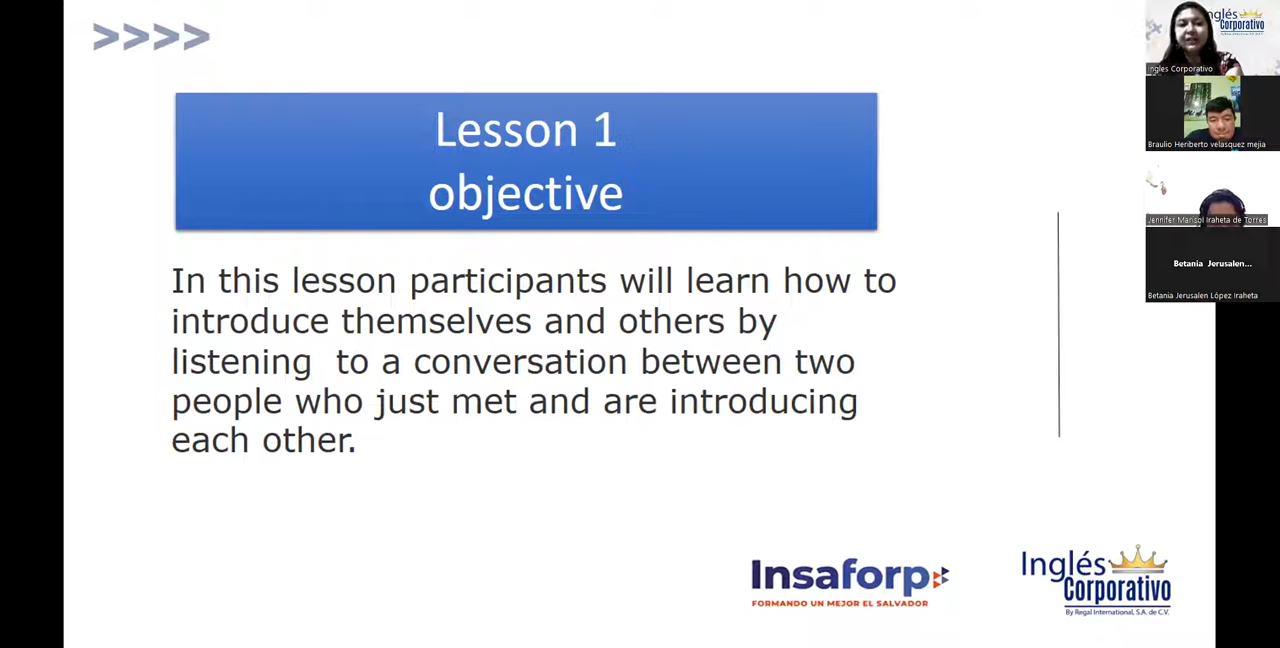 >>>>
Lesson 1
objective
In this lesson participants will learn how to
introduce themselves and others by
listening  to a conversation between two
people who just met and are introducing
each other.
Insaforp
FORMANDO UN MEJOR EL SALVADOR
Inglés
Corporativo
By Regal International, S.A. de C.V.
Inglés
Corporativo
Ingles Corporativo
Braulio Heriberto velasquez mejia
Jennifer Marisol Iraheta de Torres
Betania Jerusalen...
Betania Jerusalen López Iraheta